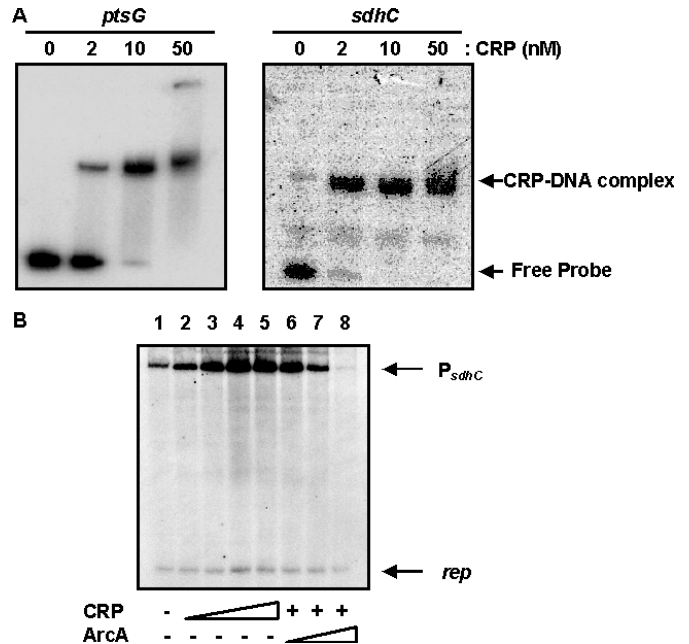 A ptsG sdhC
0 2 10 50 0 2 10 50 : CRP (nM)
CRP-DNA complex
Free Probe
B 1 2 3 4 5 6 7 8
PsdhC
rep
CRP - + + +
ArcA - - - - -